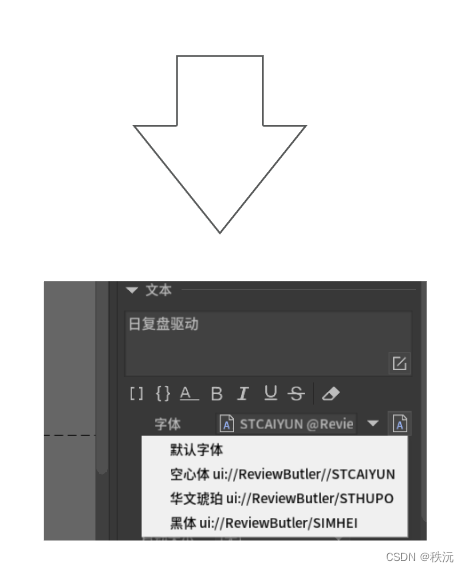 文本
日复盘驱动
[] {} A B I U S
字体 STCAIYUN @Revie
默认字体
空心体 ui://ReviewButler//STCAIYUN
华文琥珀 ui://ReviewButler/STHUPO
黑体 ui://ReviewButler/SIMHEI
CSDN @秩沅